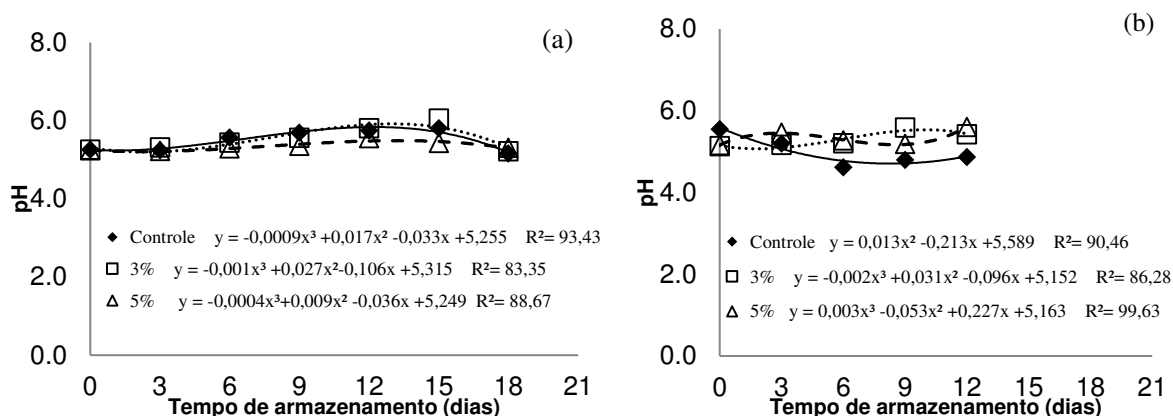 (a)
8.0
6.0
4.0
2.0
0.0
pH
Controle y = -0,0009x³ +0,017x² -0,033x +5,255 R²= 93,43
3% y = -0,001x³ +0,027x²-0,106x +5,315 R²= 83,35
5% y = -0,0004x³+0,009x² -0,036x +5,249 R²= 88,67
0 3 6 9 12 15 18 21
Tempo de armazenamento (dias)
(b)
8.0
6.0
4.0
2.0
0.0
pH
Controle y = 0,013x² -0,213x +5,589 R²= 90,46
3% y = -0,002x³ +0,031x² -0,096x +5,152 R²= 86,28
5% y = 0,003x³ -0,053x² +0,227x +5,163 R²= 99,63
0 3 6 9 12 15 18 21
Tempo de armazenamento (dias)